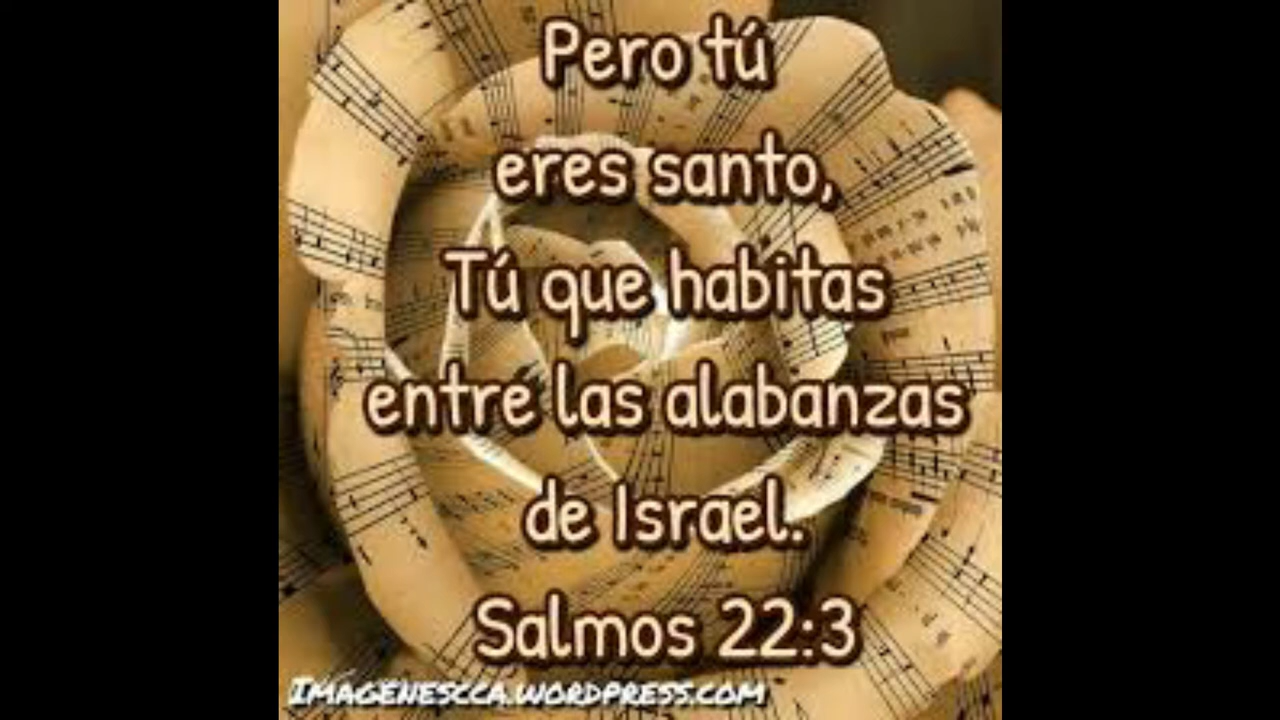 Pero tú
eres santo,
Tú que habitas
entre las alabanzas
de Israel.
Salmos 22:3
Imagenescca.wordpress.com